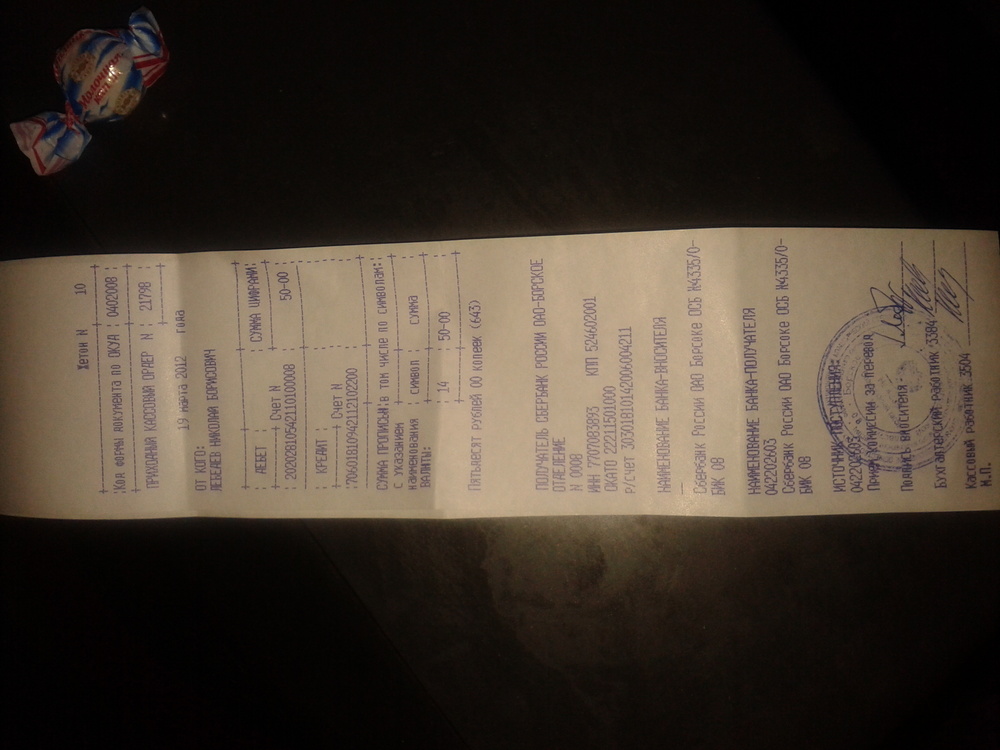 Жетон N 10
Код формы документа по ОКУД : 0402008
ПРИХОДНЫЙ КАССОВЫЙ ОРДЕР N : 21798
19 марта 2012 года
ОТ КОГО:
ЛЕБЕДЕВ НИКОЛАЙ БОРИСОВИЧ
ДЕБЕТ : СУММА ЦИФРАМИ:
Счет N
20202810542110100008 50-00
КРЕДИТ :
Счет N
70601810942112102200
СУММА ПРОПИСЬЮ: в том числе по символам:
с указанием
наименования : символ : сумма
ВАЛЮТЫ:
14 : 50-00
Пятьдесят рублей 00 копеек (643)
ПОЛУЧАТЕЛЬ СБЕРБАНК РОССИИ ОАО-БОРСКОЕ
ОТДЕЛЕНИЕ
N 0008
ИНН 7707083893 КПП 524602001
ОКАТО 22211501000
Р/счет 30301810142006004211
НАИМЕНОВАНИЕ БАНКА-ВНОСИТЕЛЯ
Сбербанк России ОАО Борское ОСБ N4335/0-
БИК 08
НАИМЕНОВАНИЕ БАНКА-ПОЛУЧАТЕЛЯ
042202603
Сбербанк России ОАО Борское ОСБ N4335/0-
БИК 08
ИСТОЧНИК ПОСТУПЛЕНИЯ:
042202603
Прием комиссии за перевод
Подпись вносителя
Бухгалтерский работник 3384
Кассовый работник 3504
М.П.
Молочная